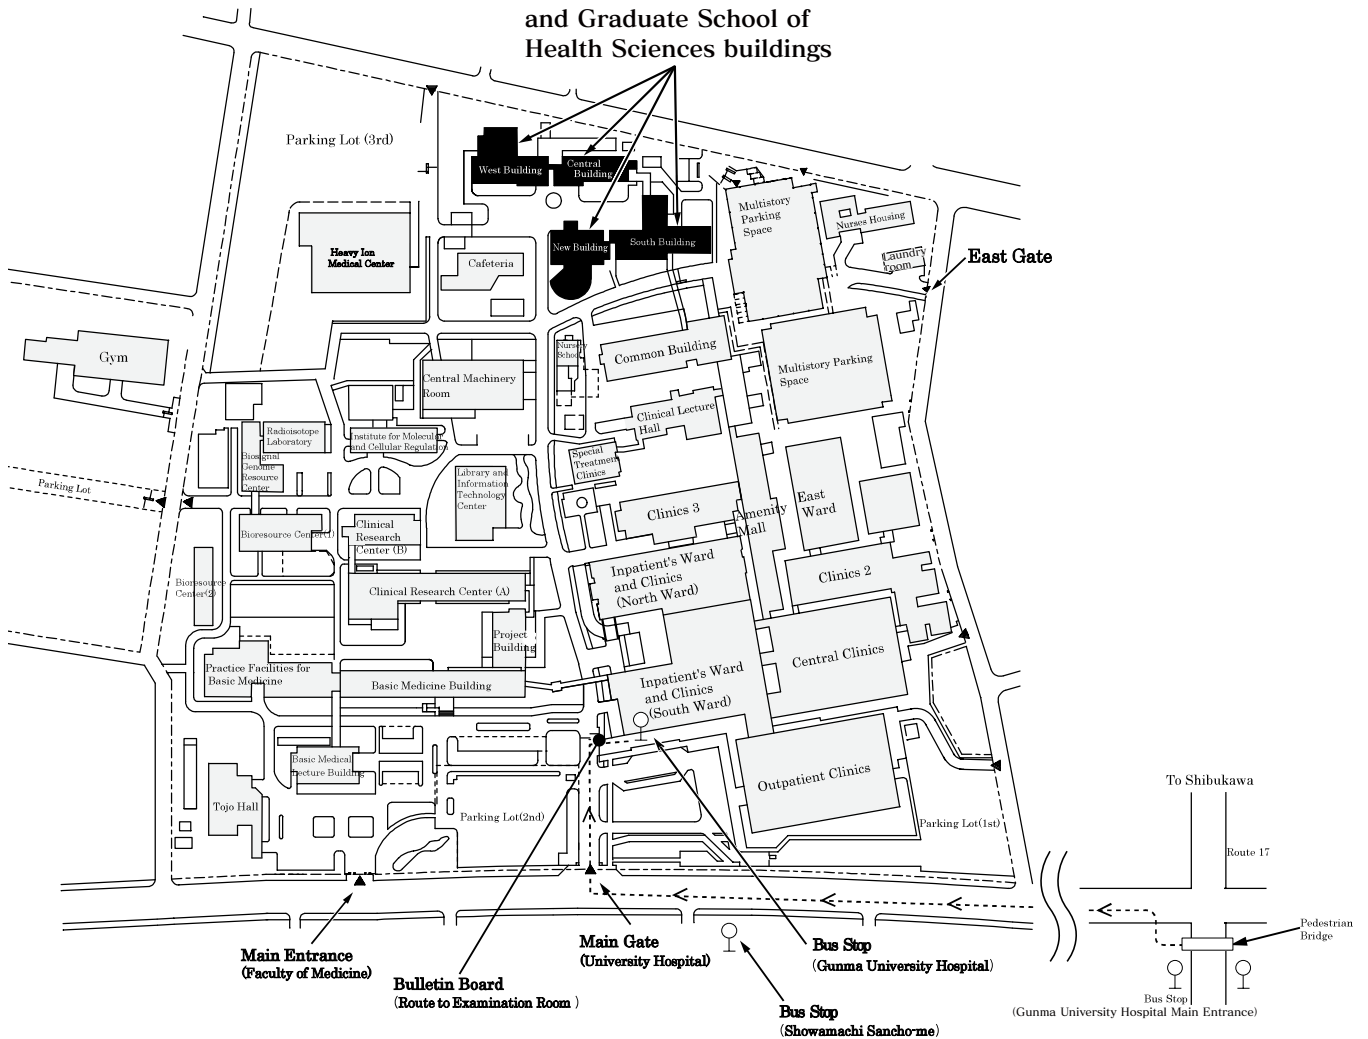 and Graduate School of
Health Sciences buildings
Parking Lot (3rd)
West Building
Central
Building
Multistory
Parking
Space
Nurses Housing
Heavy Ion
Medical Center
New Building
South Building
Cafeteria
Laundry
room
East Gate
Gym
Nursery
School
Common Building
Central Machinery
Room
Multistory Parking
Space
Clinical Lecture
Hall
Radioisotope
Laboratory
Institute for Molecular
and Cellular Regulation
Biosignal
Genome
Resource
Center
Special
Treatment
Clinics
Library and
Information
Technology
Center
Parking Lot
Clinics 3
Amenity
Mall
East
Ward
Bioresource Center(1)
Clinical
Research
Center (B)
Inpatient's Ward
and Clinics
(North Ward)
Clinics 2
Bioresource
Center(2)
Clinical Research Center (A)
Project
Building
Central Clinics
Practice Facilities for
Basic Medicine
Basic Medicine Building
Inpatient's Ward
and Clinics
(South Ward)
Basic Medical
Lecture Building
Outpatient Clinics
To Shibukawa
Tojo Hall
Parking Lot(2nd)
Parking Lot(1st)
Route 17
Pedestrian
Bridge
Main Entrance
(Faculty of Medicine)
Main Gate
(University Hospital)
Bus Stop
(Gunma University Hospital)
Bulletin Board
(Route to Examination Room )
Bus Stop
(Gunma University Hospital Main Entrance)
Bus Stop
(Showamachi Sancho-me)